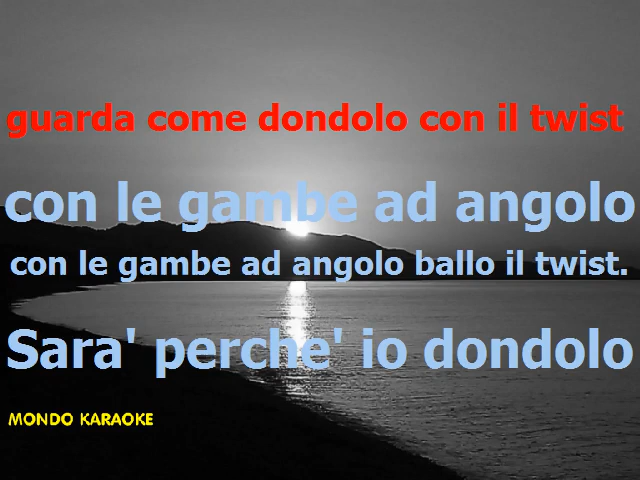 guarda come dondolo con il twist
con le gambe ad angolo
con le gambe ad angolo ballo il twist.
Sara' perche' io dondolo
MONDO KARAOKE